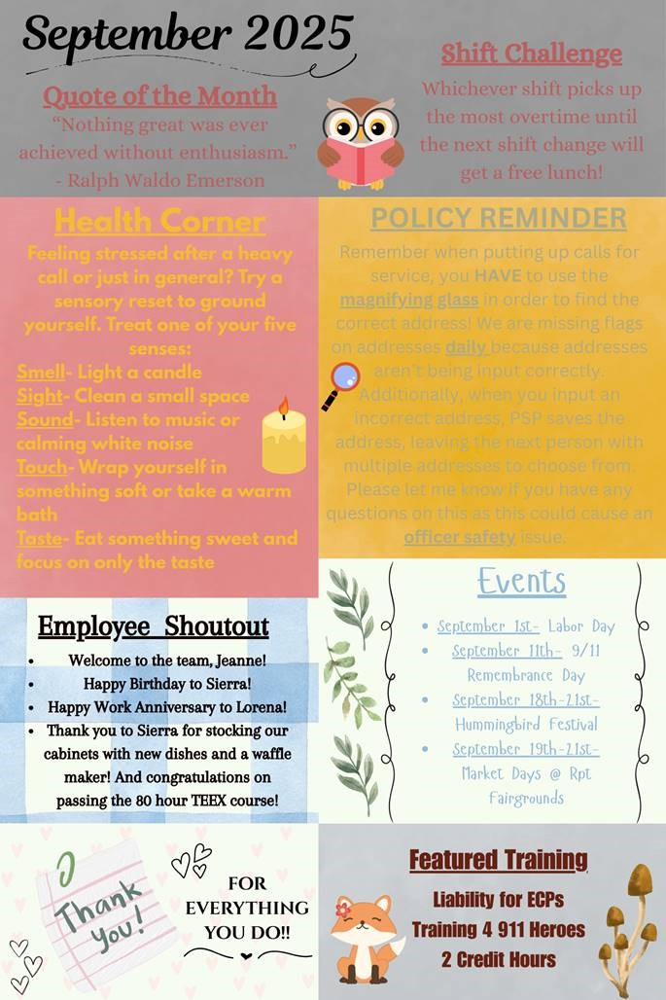 September 2025
Quote of the Month
“Nothing great was ever
achieved without enthusiasm.”
- Ralph Waldo Emerson
Shift Challenge
Whichever shift picks up
the most overtime until
the next shift change will
get a free lunch!
Health Corner
Feeling stressed after a heavy
call or just in general? Try a
sensory reset to ground
yourself. Treat one of your five
senses:
Smell- Light a candle
Sight- Clean a small space
Sound- Listen to music or
calming white noise
Touch- Wrap yourself in
something soft or take a warm
bath
Taste- Eat something sweet and
focus on only the taste
POLICY REMINDER
Remember when putting up calls for
service, you HAVE to use the
magnifying glass in order to find the
correct address! We are missing flags
on addresses daily because addresses
aren't being input correctly.
Additionally, when you input an
incorrect address, PSP saves the
address, leaving the next person with
multiple addresses to choose from.
Please let me know if you have any
questions on this as this could cause an
officer safety issue.
Employee Shoutout
• Welcome to the team, Jeanne!
• Happy Birthday to Sierra!
• Happy Work Anniversary to Lorena!
• Thank you to Sierra for stocking our
cabinets with new dishes and a waffle
maker! And congratulations on
passing the 80 hour TEEX course!
Events
• September 1st- Labor Day
• September 11th- 9/11
Remembrance Day
• September 18th-21st-
Hummingbird Festival
• September 19th-21st-
Market Days @ Rpt
Fairgrounds
Thank
you!
FOR
EVERYTHING
YOU DO!!
Featured Training
Liability for ECPs
Training 4 911 Heroes
2 Credit Hours